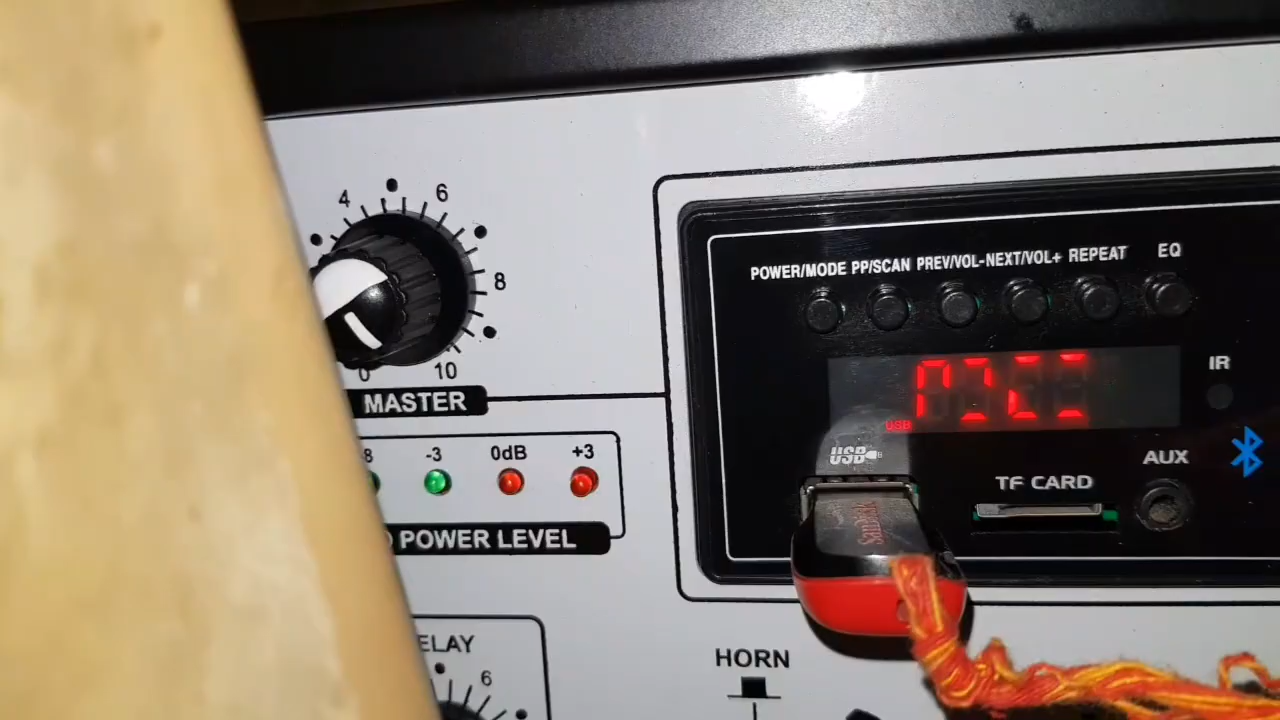 4 6
8
0 10
MASTER
-3 0dB +3
POWER LEVEL
ELAY
6
POWER/MODE PP/SCAN PREV/VOL- NEXT/VOL+ REPEAT EQ
IR
USB
USB
TF CARD
AUX
HORN